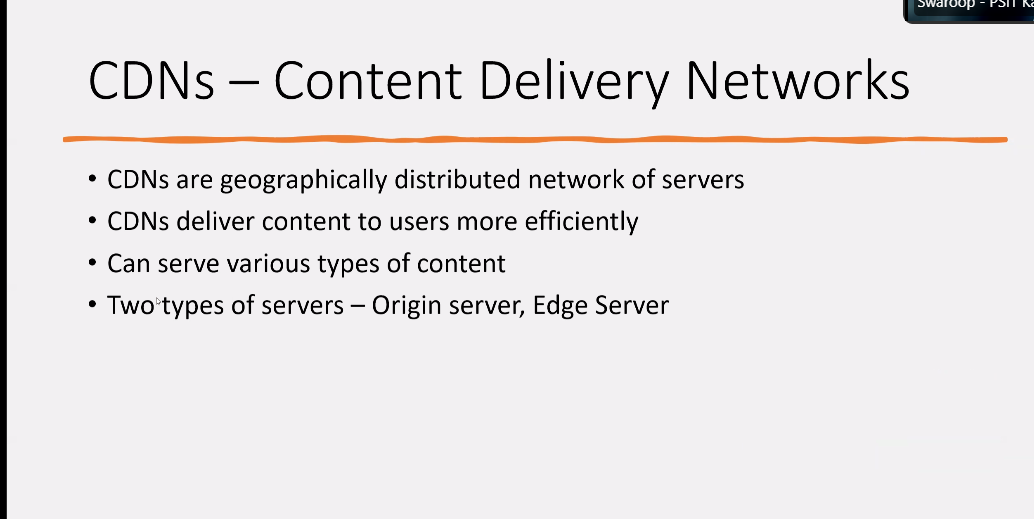 Swaroop - PSIT
CDNs – Content Delivery Networks
• CDNs are geographically distributed network of servers
• CDNs deliver content to users more efficiently
• Can serve various types of content
• Two types of servers – Origin server, Edge Server